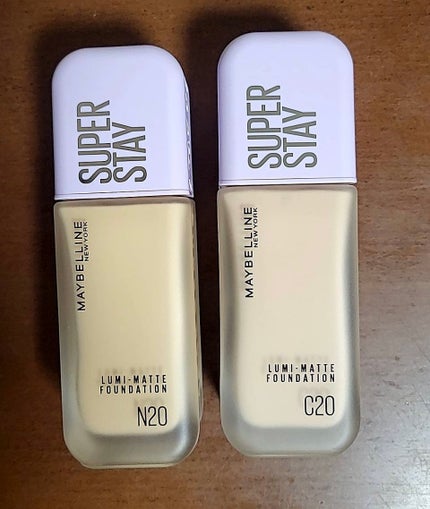 SUPER
STAY
MAYBELLINE
NEW YORK
LUMI-MATTE
FOUNDATION
N20
SUPER
STAY
MAYBELLINE
NEW YORK
LUMI-MATTE
FOUNDATION
C20